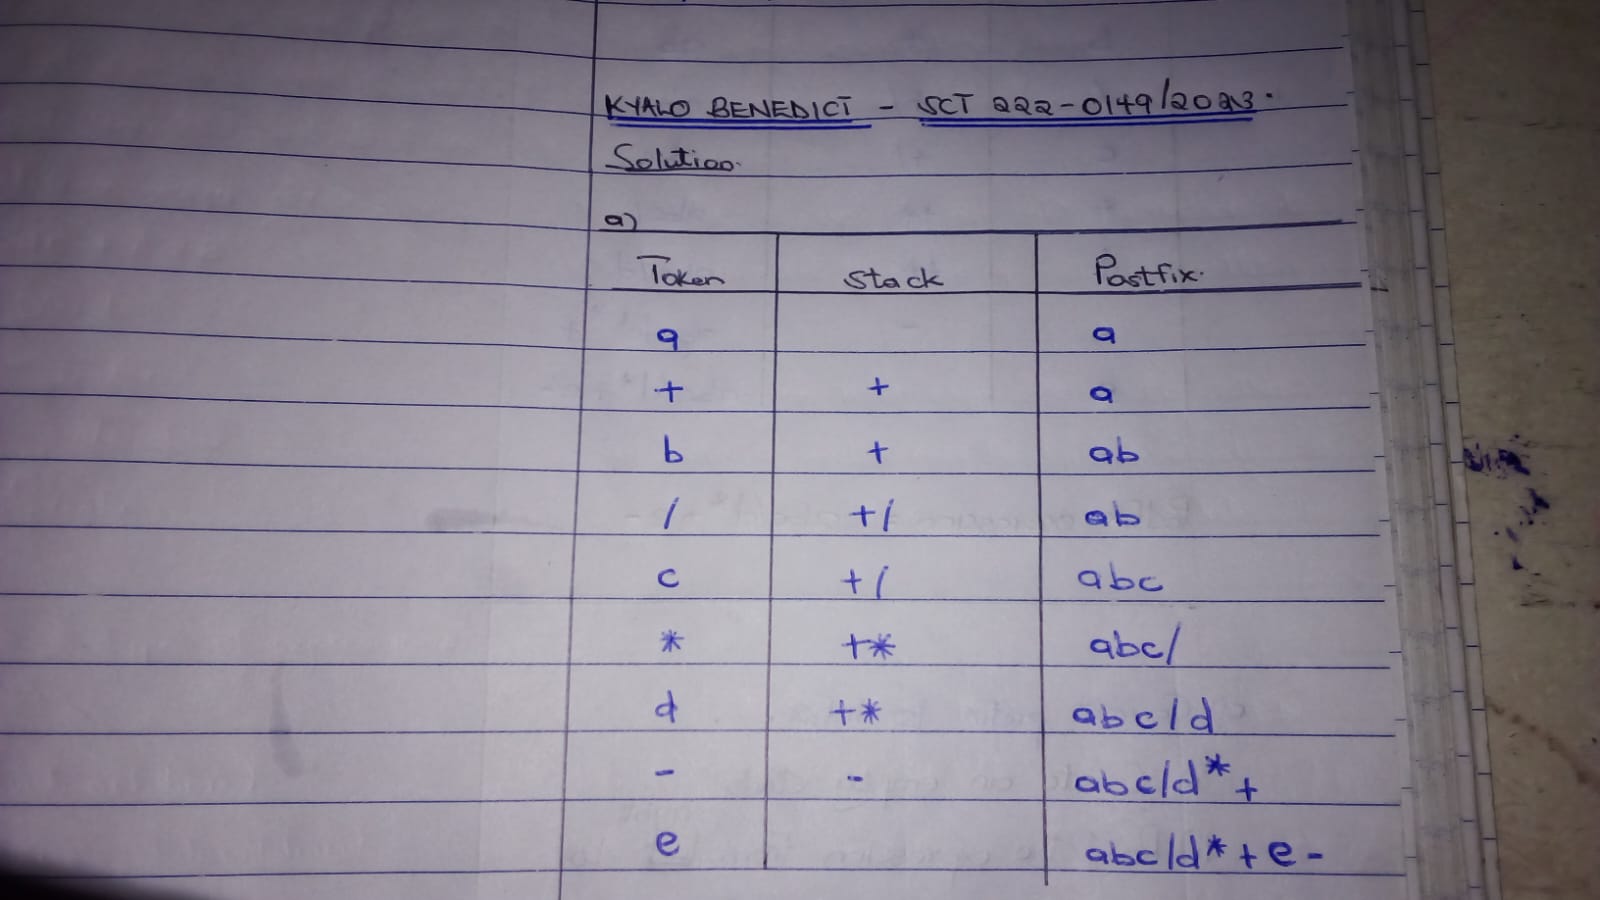 KYALO BENEDICT - SCT 222-0149/2023.
Solution.
a)
Token Stack Postfix.
a a
+ + a
b + ab
/ +/ ab
c +/ abc
* +* abc/
d +* abc/d
- - abc/d*+
e abc/d*+e-